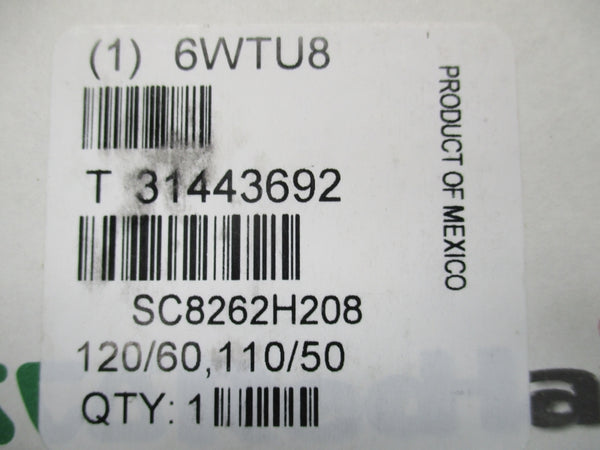 (1) 6WTU8
PRODUCT OF MEXICO
T 31443692
SC8262H208
120/60,110/50
QTY: 1